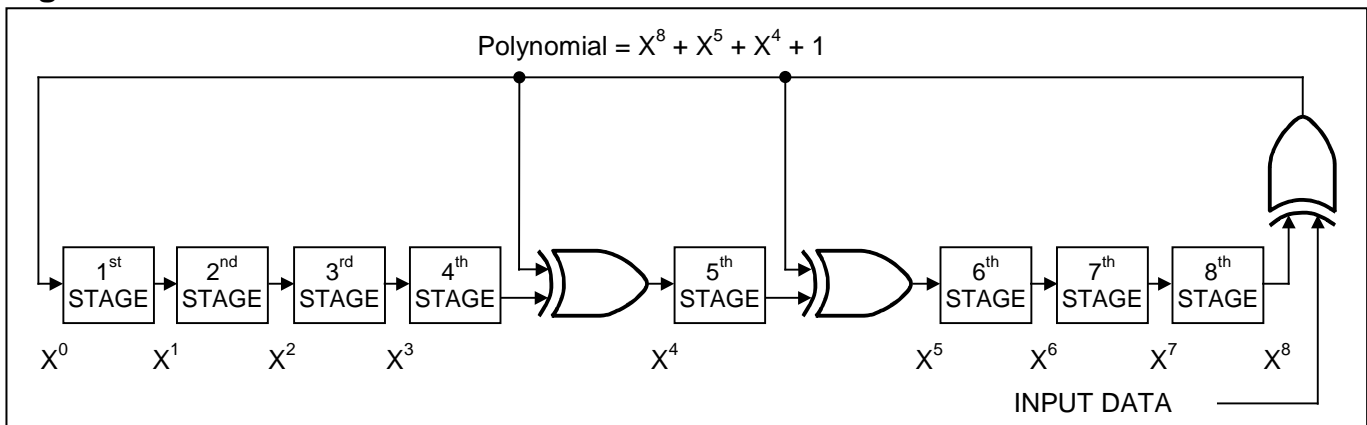 Polynomial = X⁸ + X⁵ + X⁴ + 1
1st STAGE
2nd STAGE
3rd STAGE
4th STAGE
5th STAGE
6th STAGE
7th STAGE
8th STAGE
X⁰ X¹ X² X³ X⁴ X⁵ X⁶ X⁷ X⁸
INPUT DATA